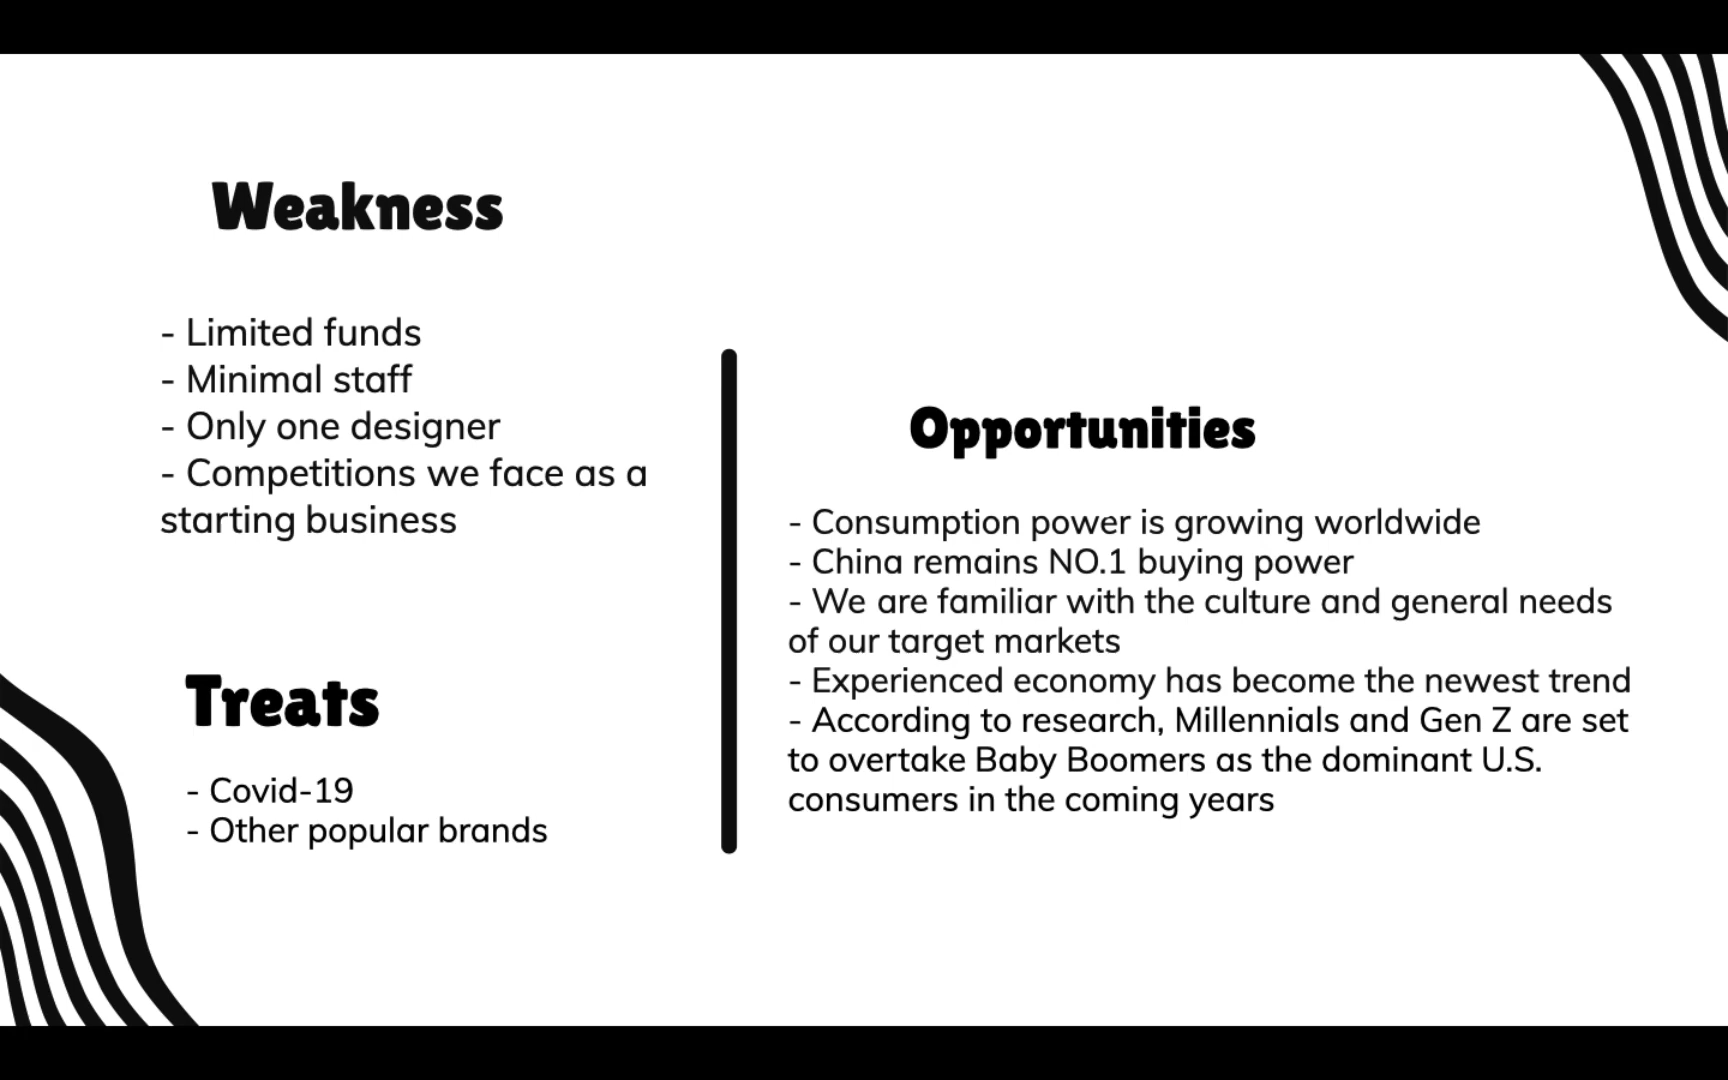 Weakness
- Limited funds
- Minimal staff
- Only one designer
- Competitions we face as a
starting business
Treats
- Covid-19
- Other popular brands
Opportunities
- Consumption power is growing worldwide
- China remains NO.1 buying power
- We are familiar with the culture and general needs
of our target markets
- Experienced economy has become the newest trend
- According to research, Millennials and Gen Z are set
to overtake Baby Boomers as the dominant U.S.
consumers in the coming years